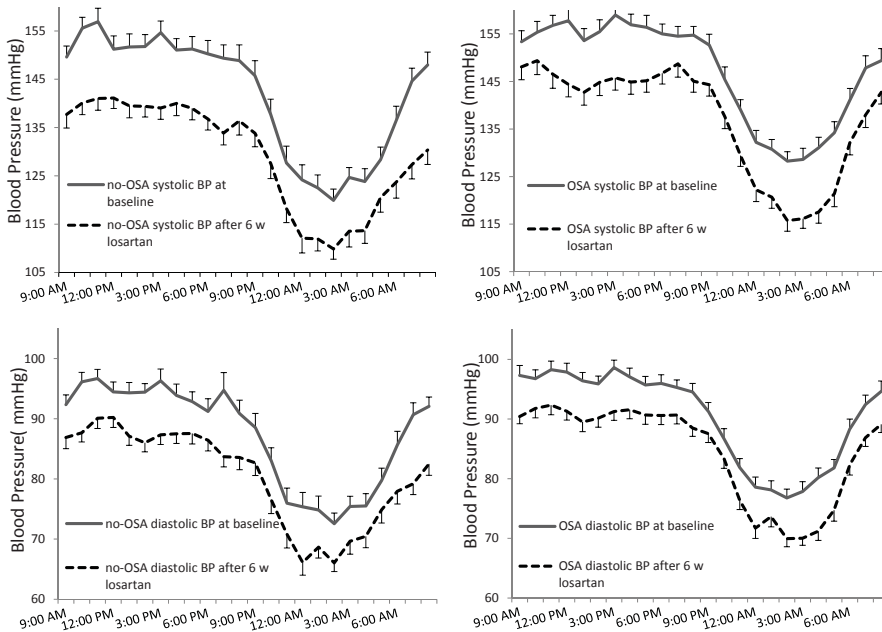 Blood Pressure (mmHg)
155
145
135
125
115
105
no-OSA systolic BP at
baseline
no-OSA systolic BP after 6 w
losartan
9:00 AM
12:00 PM
3:00 PM
6:00 PM
9:00 PM
12:00 AM
3:00 AM
6:00 AM
Blood Pressure (mmHg)
155
145
135
125
115
105
OSA systolic BP at baseline
OSA systolic BP after 6 w
losartan
9:00 AM
12:00 PM
3:00 PM
6:00 PM
9:00 PM
12:00 AM
3:00 AM
6:00 AM
Blood Pressure( mmHg)
100
90
80
70
60
no-OSA diastolic BP at baseline
no-OSA diastolic BP after 6 w
losartan
9:00 AM
12:00 PM
3:00 PM
6:00 PM
9:00 PM
12:00 AM
3:00 AM
6:00 AM
Blood Pressure (mmHg)
100
90
80
70
60
OSA diastolic BP at baseline
OSA diastolic BP after 6 w
losartan
9:00 AM
12:00 PM
3:00 PM
6:00 PM
9:00 PM
12:00 AM
3:00 AM
6:00 AM